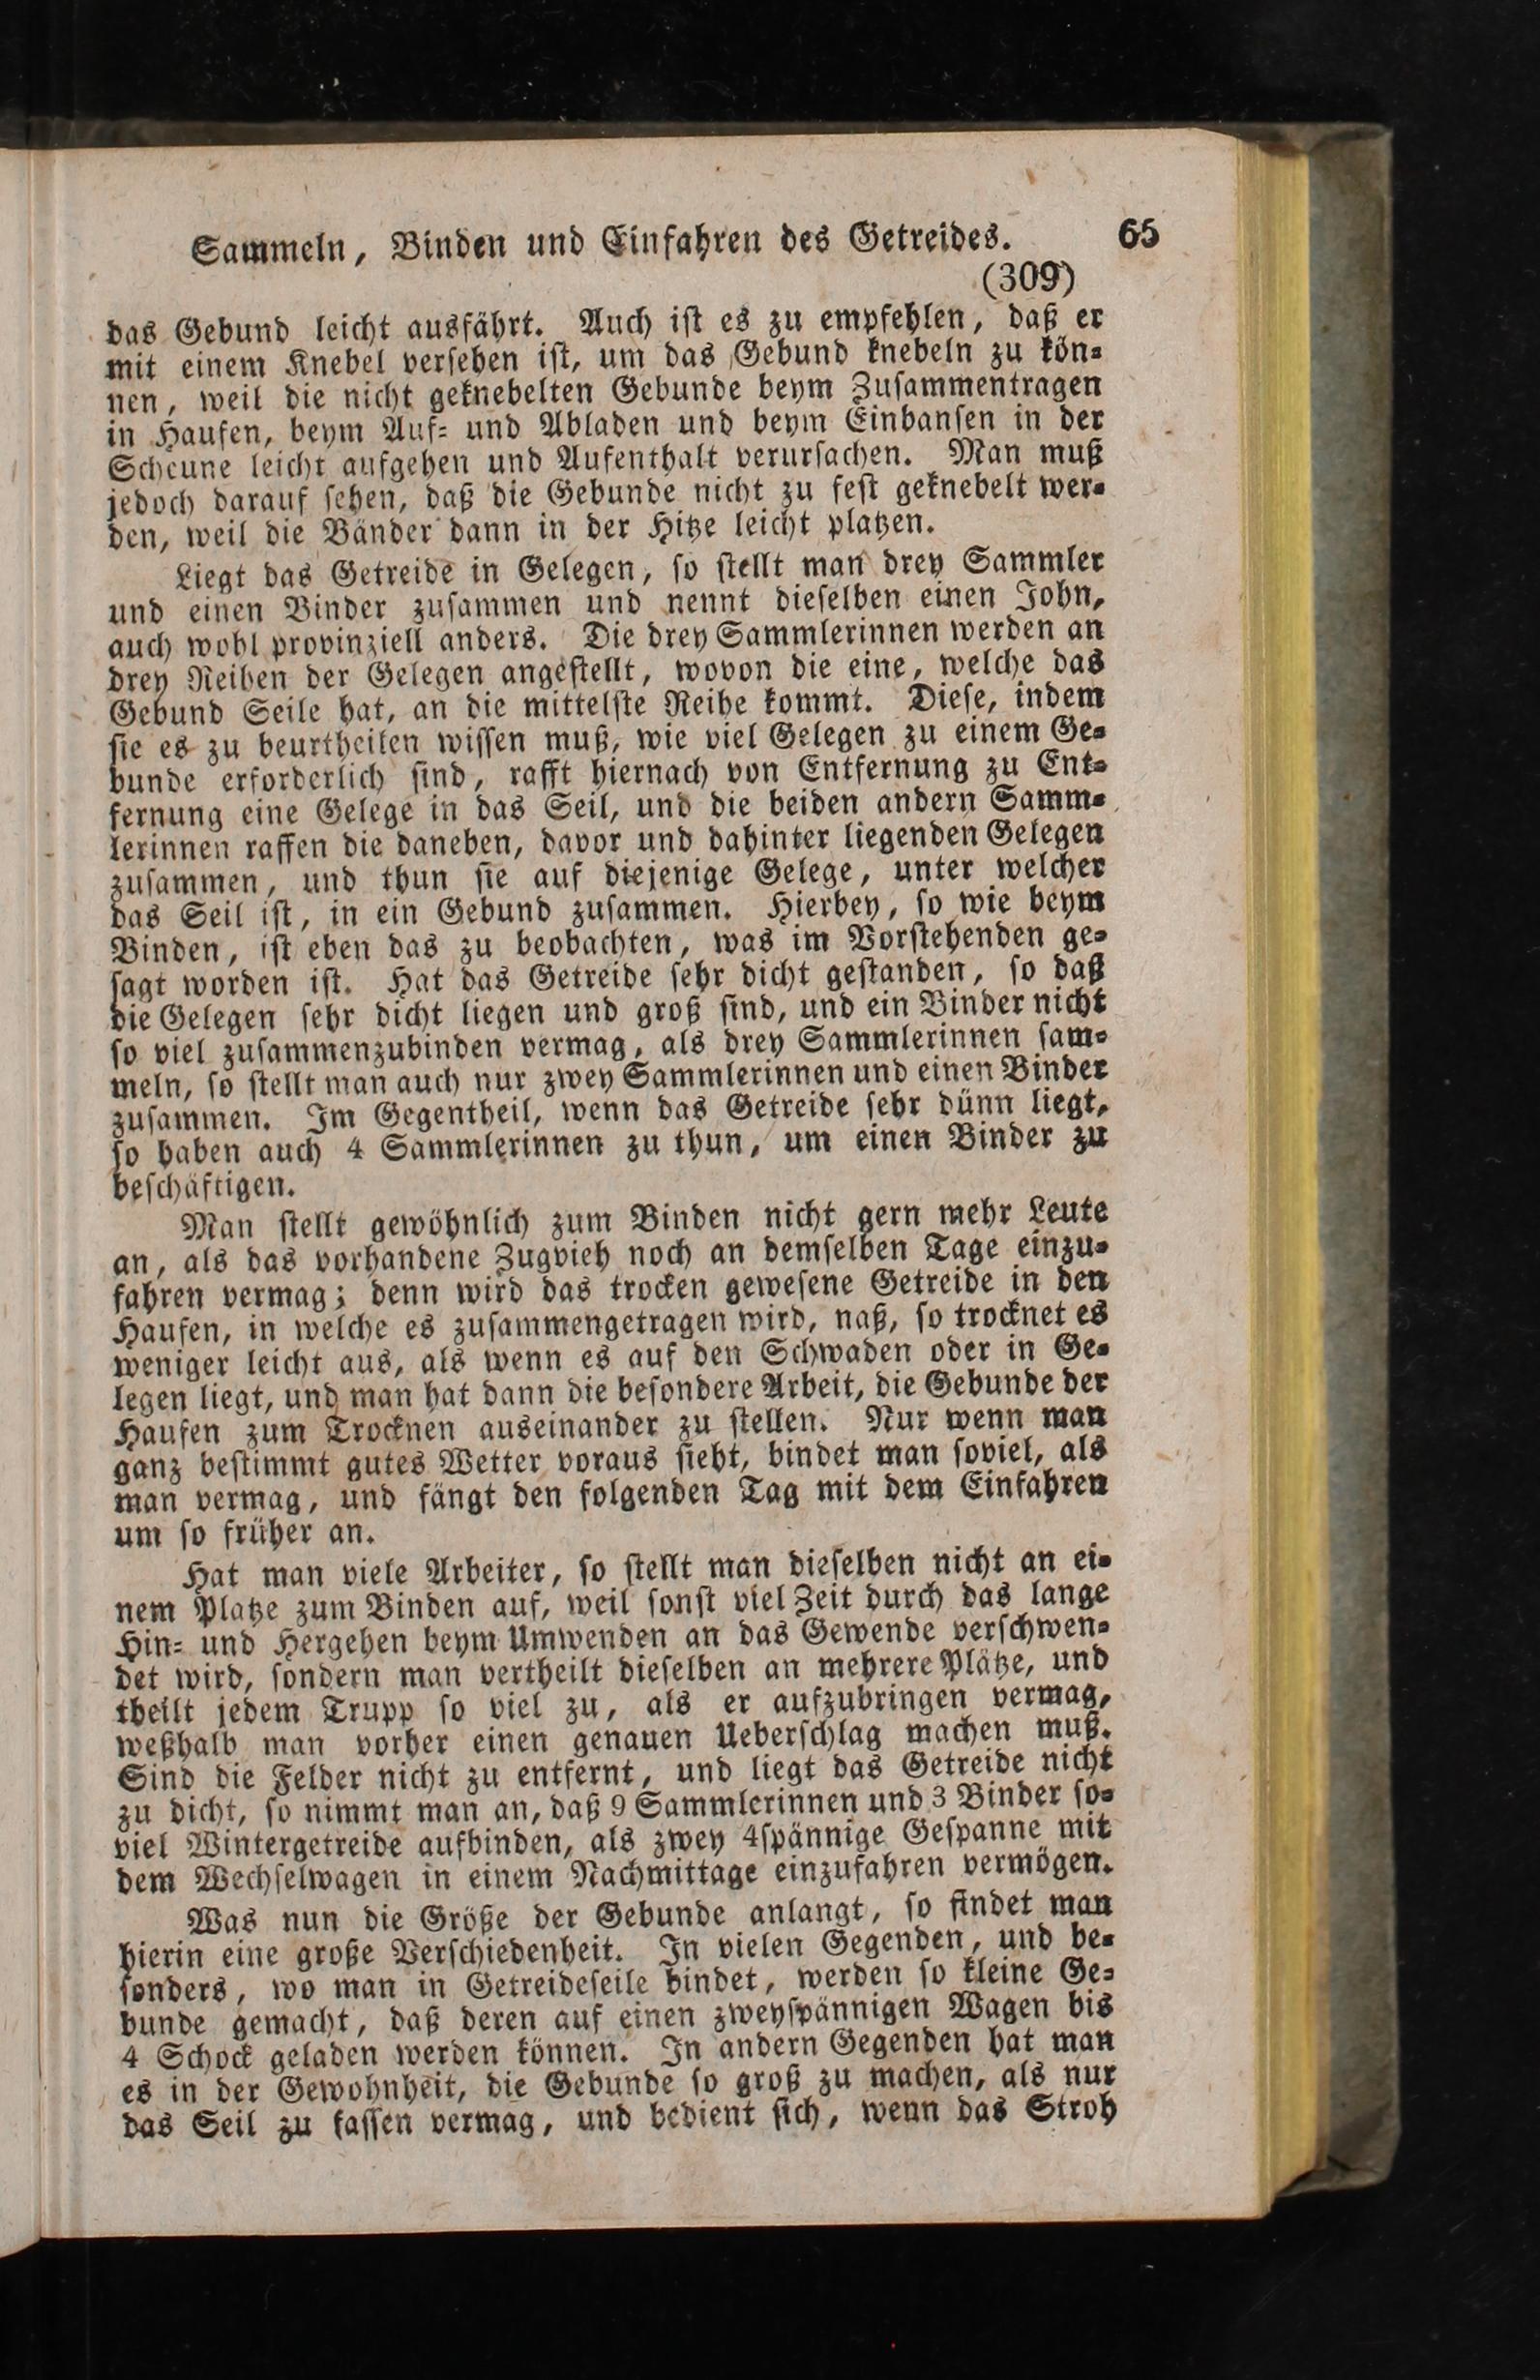 Sammeln, Binden und Einfahren des Getreides. 65
(309)
das Gebund leicht ausfährt. Auch iſt es zu empfehlen, daß er
mit einem Knebel verſehen iſt, um das Gebund knebeln zu kön-
nen, weil die nicht geknebelten Gebunde beym Zuſammentragen
in Haufen, beym Auf- und Abladen und beym Einbanſen in der
Scheune leicht aufgehen und Aufenthalt verurſachen. Man muß
jedoch darauf ſehen, daß die Gebunde nicht zu feſt geknebelt wer-
den, weil die Bänder dann in der Hitze leicht platzen.
Liegt das Getreide in Gelegen, ſo ſtellt man drey Sammler
und einen Binder zuſammen und nennt dieſelben einen John,
auch wohl provinziell anders. Die drey Sammlerinnen werden an
drey Reihen der Gelegen angeſtellt, wovon die eine, welche das
Gebund Seile hat, an die mittelſte Reihe kommt. Dieſe, indem
ſie es zu beurtheilen wiſſen muß, wie viel Gelegen zu einem Ge-
bunde erforderlich ſind, rafft hiernach von Entfernung zu Ent-
fernung eine Gelege in das Seil, und die beiden andern Samm-
lerinnen raffen die daneben, davor und dahinter liegenden Gelegen
zuſammen, und thun ſie auf diejenige Gelege, unter welcher
das Seil iſt, in ein Gebund zuſammen. Hierbey, ſo wie beym
Binden, iſt eben das zu beobachten, was im Vorſtehenden ge-
ſagt worden iſt. Hat das Getreide ſehr dicht geſtanden, ſo daß
die Gelegen ſehr dicht liegen und groß ſind, und ein Binder nicht
ſo viel zuſammenzubinden vermag, als drey Sammlerinnen ſam-
meln, ſo ſtellt man auch nur zwey Sammlerinnen und einen Binder
zuſammen. Im Gegentheil, wenn das Getreide ſehr dünn liegt,
ſo haben auch 4 Sammlerinnen zu thun, um einen Binder zu
beſchäftigen.
Man ſtellt gewöhnlich zum Binden nicht gern mehr Leute
an, als das vorhandene Zugvieh noch an demſelben Tage einzu-
fahren vermag; denn wird das trocken geweſene Getreide in den
Haufen, in welche es zuſammengetragen wird, naß, ſo trocknet es
weniger leicht aus, als wenn es auf den Schwaden oder in Ge-
legen liegt, und man hat dann die beſondere Arbeit, die Gebunde der
Haufen zum Trocknen auseinander zu ſtellen. Nur wenn man
ganz beſtimmt gutes Wetter voraus ſieht, bindet man ſoviel, als
man vermag, und fängt den folgenden Tag mit dem Einfahren
um ſo früher an.
Hat man viele Arbeiter, ſo ſtellt man dieſelben nicht an ei-
nem Platze zum Binden auf, weil ſonſt viel Zeit durch das lange
Hin- und Hergehen beym Umwenden an das Gewende verſchwen-
det wird, ſondern man vertheilt dieſelben an mehrere Plätze, und
theilt jedem Trupp ſo viel zu, als er aufzubringen vermag,
weßhalb man vorher einen genauen Ueberſchlag machen muß.
Sind die Felder nicht zu entfernt, und liegt das Getreide nicht
zu dicht, ſo nimmt man an, daß 9 Sammlerinnen und 3 Binder ſo-
viel Wintergetreide aufbinden, als zwey 4ſpännige Geſpanne mit
dem Wechſelwagen in einem Nachmittage einzufahren vermögen.
Was nun die Größe der Gebunde anlangt, ſo findet man
hierin eine große Verſchiedenheit. In vielen Gegenden, und be-
ſonders, wo man in Getreideſeile bindet, werden ſo kleine Ge-
bunde gemacht, daß deren auf einen zweyſpännigen Wagen bis
4 Schock geladen werden können. In andern Gegenden hat man
es in der Gewohnheit, die Gebunde ſo groß zu machen, als nur
das Seil zu faſſen vermag, und bedient ſich, wenn das Stroh